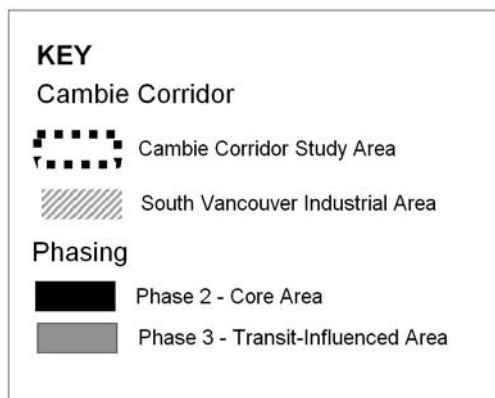 KEY
Cambie Corridor
Cambie Corridor Study Area
South Vancouver Industrial Area
Phasing
Phase 2 - Core Area
Phase 3 - Transit-Influenced Area